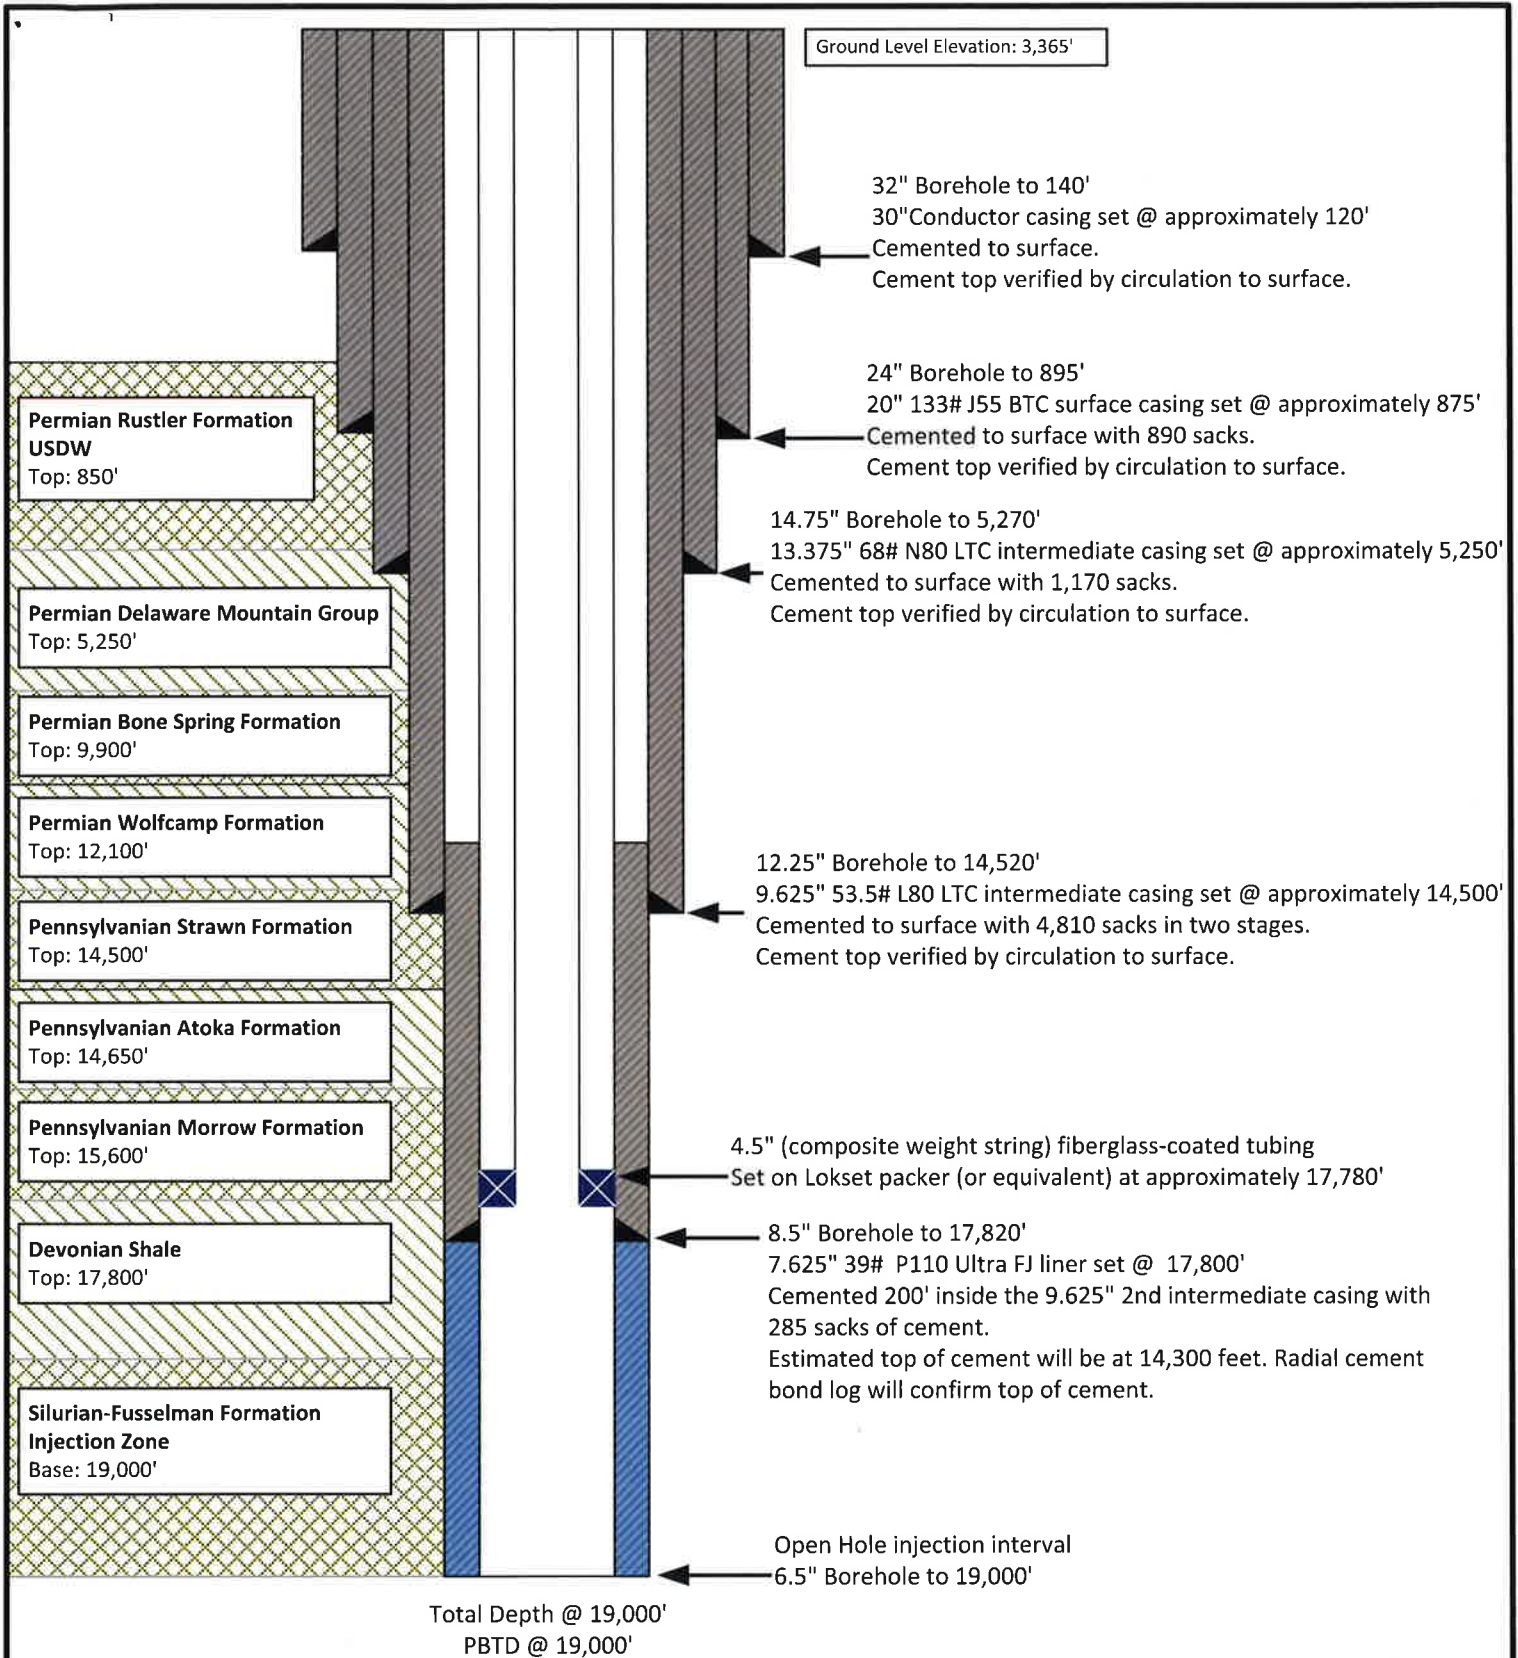 Ground Level Elevation: 3,365'
32" Borehole to 140'
30"Conductor casing set @ approximately 120'
Cemented to surface.
Cement top verified by circulation to surface.
24" Borehole to 895'
20" 133# J55 BTC surface casing set @ approximately 875'
Cemented to surface with 890 sacks.
Cement top verified by circulation to surface.
Permian Rustler Formation
USDW
Top: 850'
14.75" Borehole to 5,270'
13.375" 68# N80 LTC intermediate casing set @ approximately 5,250'
Cemented to surface with 1,170 sacks.
Cement top verified by circulation to surface.
Permian Delaware Mountain Group
Top: 5,250'
Permian Bone Spring Formation
Top: 9,900'
Permian Wolfcamp Formation
Top: 12,100'
12.25" Borehole to 14,520'
9.625" 53.5# L80 LTC intermediate casing set @ approximately 14,500'
Cemented to surface with 4,810 sacks in two stages.
Cement top verified by circulation to surface.
Pennsylvanian Strawn Formation
Top: 14,500'
Pennsylvanian Atoka Formation
Top: 14,650'
Pennsylvanian Morrow Formation
Top: 15,600'
4.5" (composite weight string) fiberglass-coated tubing
Set on Lokset packer (or equivalent) at approximately 17,780'
Devonian Shale
Top: 17,800'
8.5" Borehole to 17,820'
7.625" 39# P110 Ultra FJ liner set @ 17,800'
Cemented 200' inside the 9.625" 2nd intermediate casing with
285 sacks of cement.
Estimated top of cement will be at 14,300 feet. Radial cement
bond log will confirm top of cement.
Silurian-Fusselman Formation
Injection Zone
Base: 19,000'
Open Hole injection interval
6.5" Borehole to 19,000'
Total Depth @ 19,000'
PBTD @ 19,000'